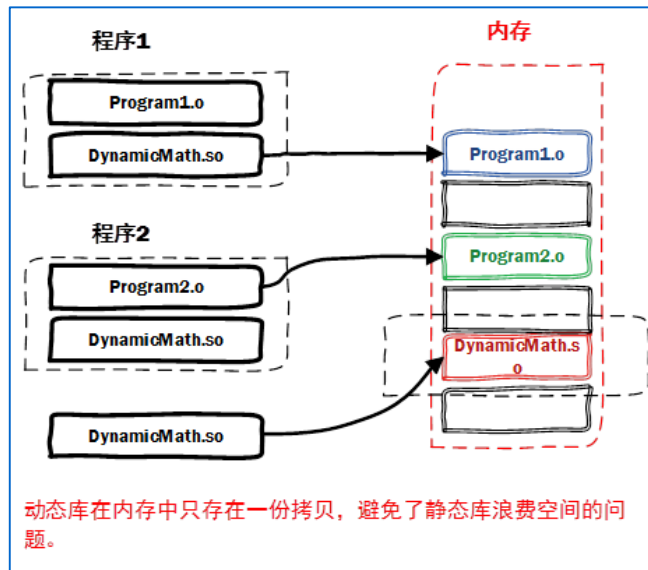 程序1
Program1.o
DynamicMath.so
程序2
Program2.o
DynamicMath.so
DynamicMath.so
内存
Program1.o
Program2.o
DynamicMath.s
o
动态库在内存中只存在一份拷贝，避免了静态库浪费空间的问
题。